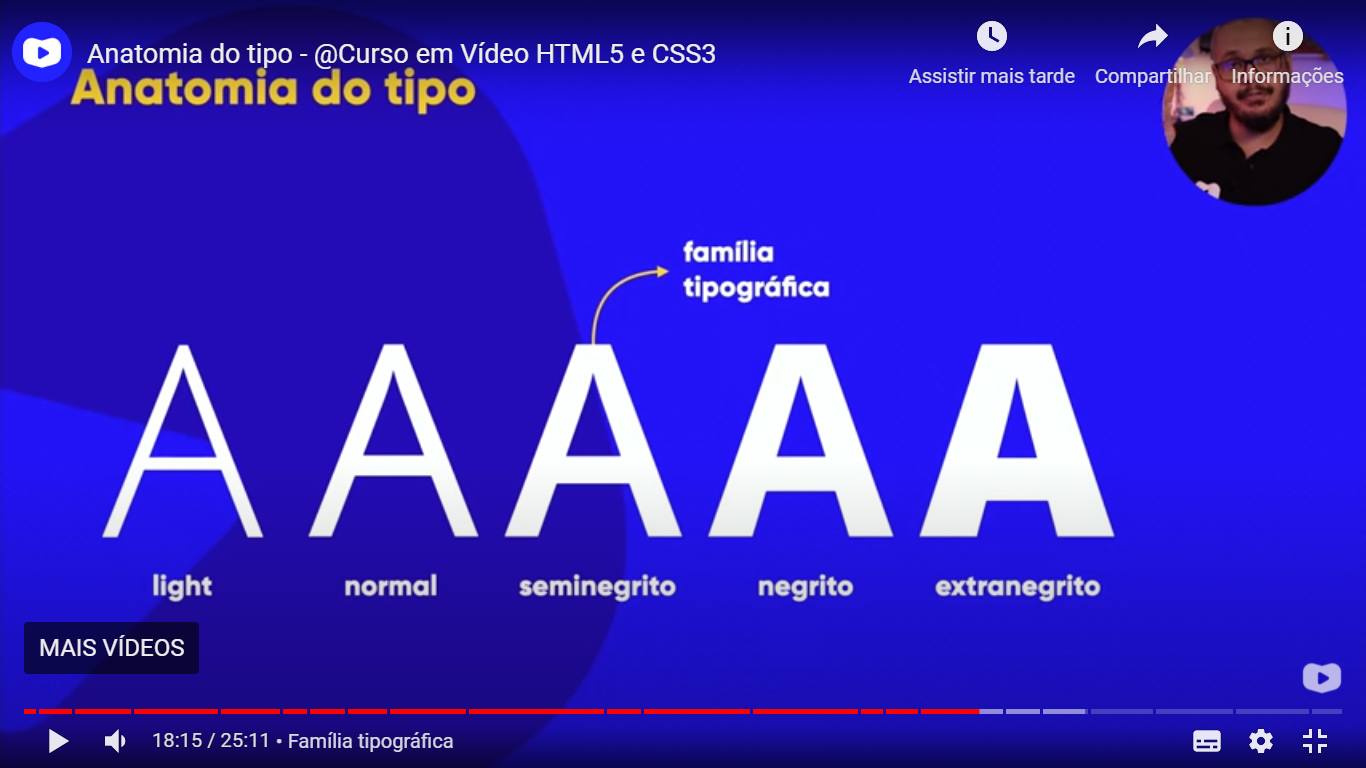 Anatomia do tipo - @Curso em Vídeo HTML5 e CSS3
Assistir mais tarde
Compartilhar
Informações
Anatomia do tipo
família
tipográfica
A A A A A
light normal seminegrito negrito extranegrito
MAIS VÍDEOS
18:15 / 25:11 • Família tipográfica